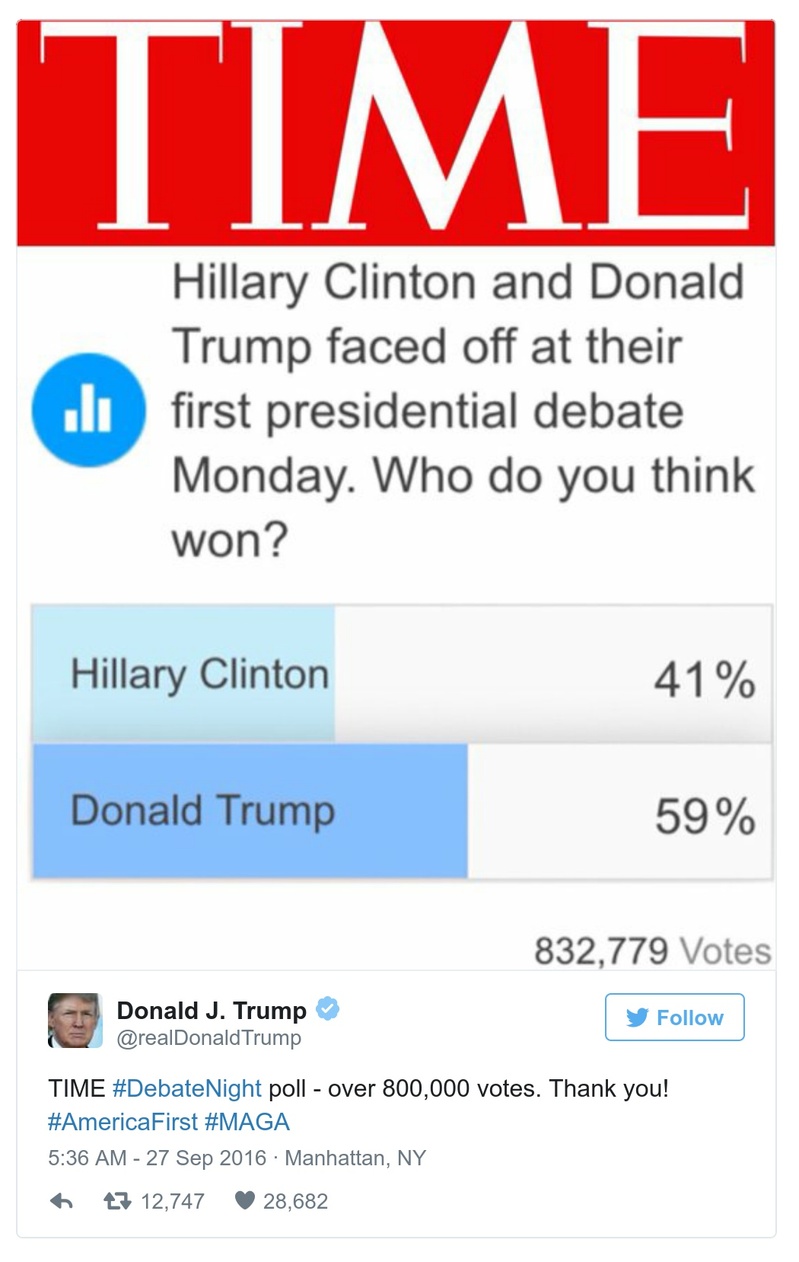 TIME
Hillary Clinton and Donald
Trump faced off at their
first presidential debate
Monday. Who do you think
won?
Hillary Clinton 41%
Donald Trump 59%
832,779 Votes
Donald J. Trump
@realDonaldTrump
Follow
TIME #DebateNight poll - over 800,000 votes. Thank you!
#AmericaFirst #MAGA
5:36 AM - 27 Sep 2016 · Manhattan, NY
12,747 28,682